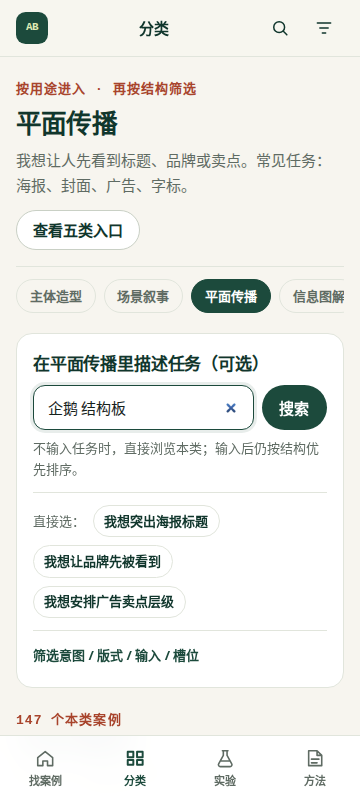 AB
分类
按用途进入 · 再按结构筛选
平面传播
我想让人先看到标题、品牌或卖点。常见任务：
海报、封面、广告、字标。
查看五类入口
主体造型
场景叙事
平面传播
信息图解
在平面传播里描述任务（可选）
企鹅 结构板
搜索
不输入任务时，直接浏览本类；输入后仍按结构优
先排序。
直接选：
我想突出海报标题
我想让品牌先被看到
我想安排广告卖点层级
筛选意图 / 版式 / 输入 / 槽位
147 个本类案例
找案例
分类
实验
方法